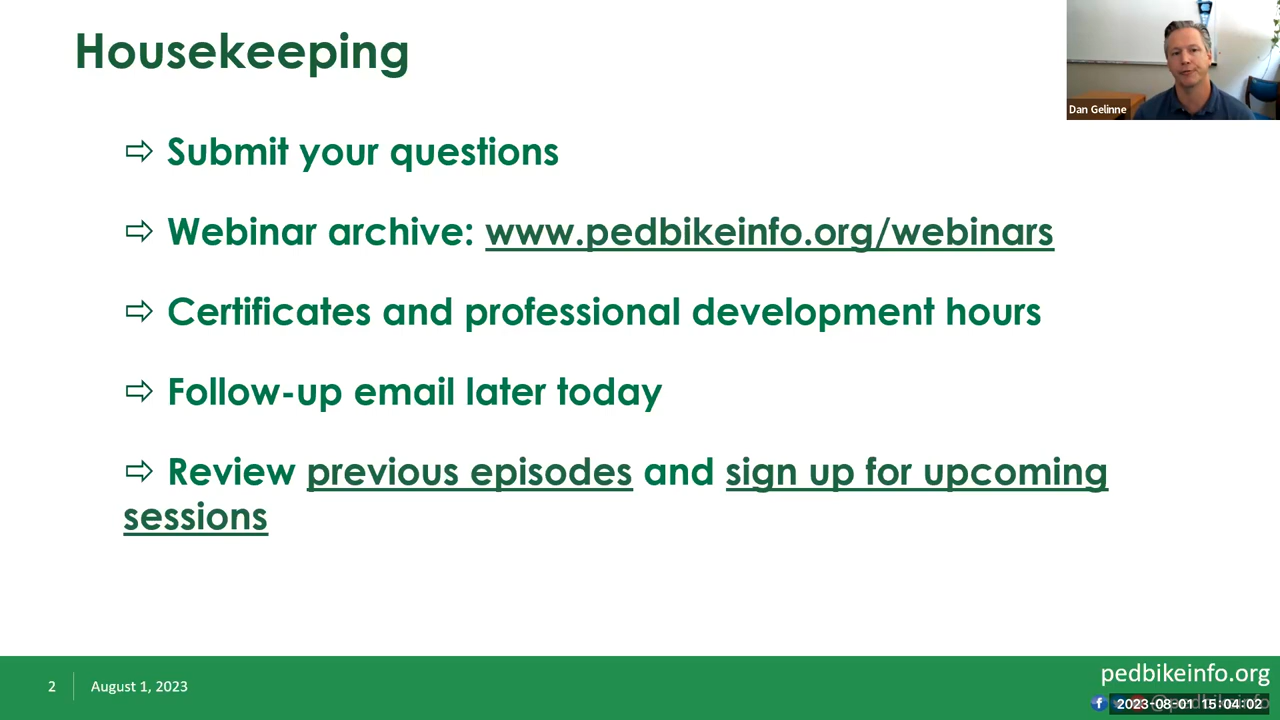 Housekeeping
Dan Gelinne
⇨ Submit your questions
⇨ Webinar archive: www.pedbikeinfo.org/webinars
⇨ Certificates and professional development hours
⇨ Follow-up email later today
⇨ Review previous episodes and sign up for upcoming
sessions
2
August 1, 2023
pedbikeinfo.org
2023-08-01 15:04:02